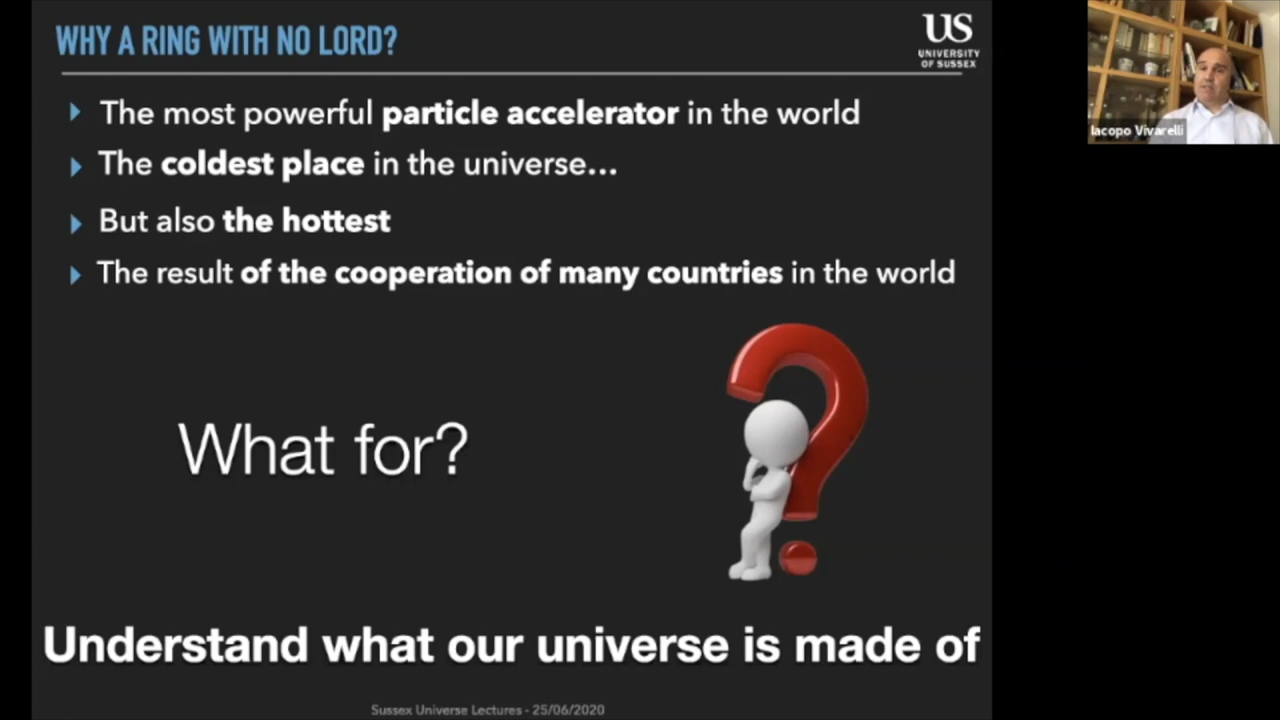 WHY A RING WITH NO LORD?
US
UNIVERSITY
OF SUSSEX
The most powerful particle accelerator in the world
The coldest place in the universe...
But also the hottest
The result of the cooperation of many countries in the world
What for?
Understand what our universe is made of
Sussex Universe Lectures - 25/06/2020
Iacopo Vivarelli